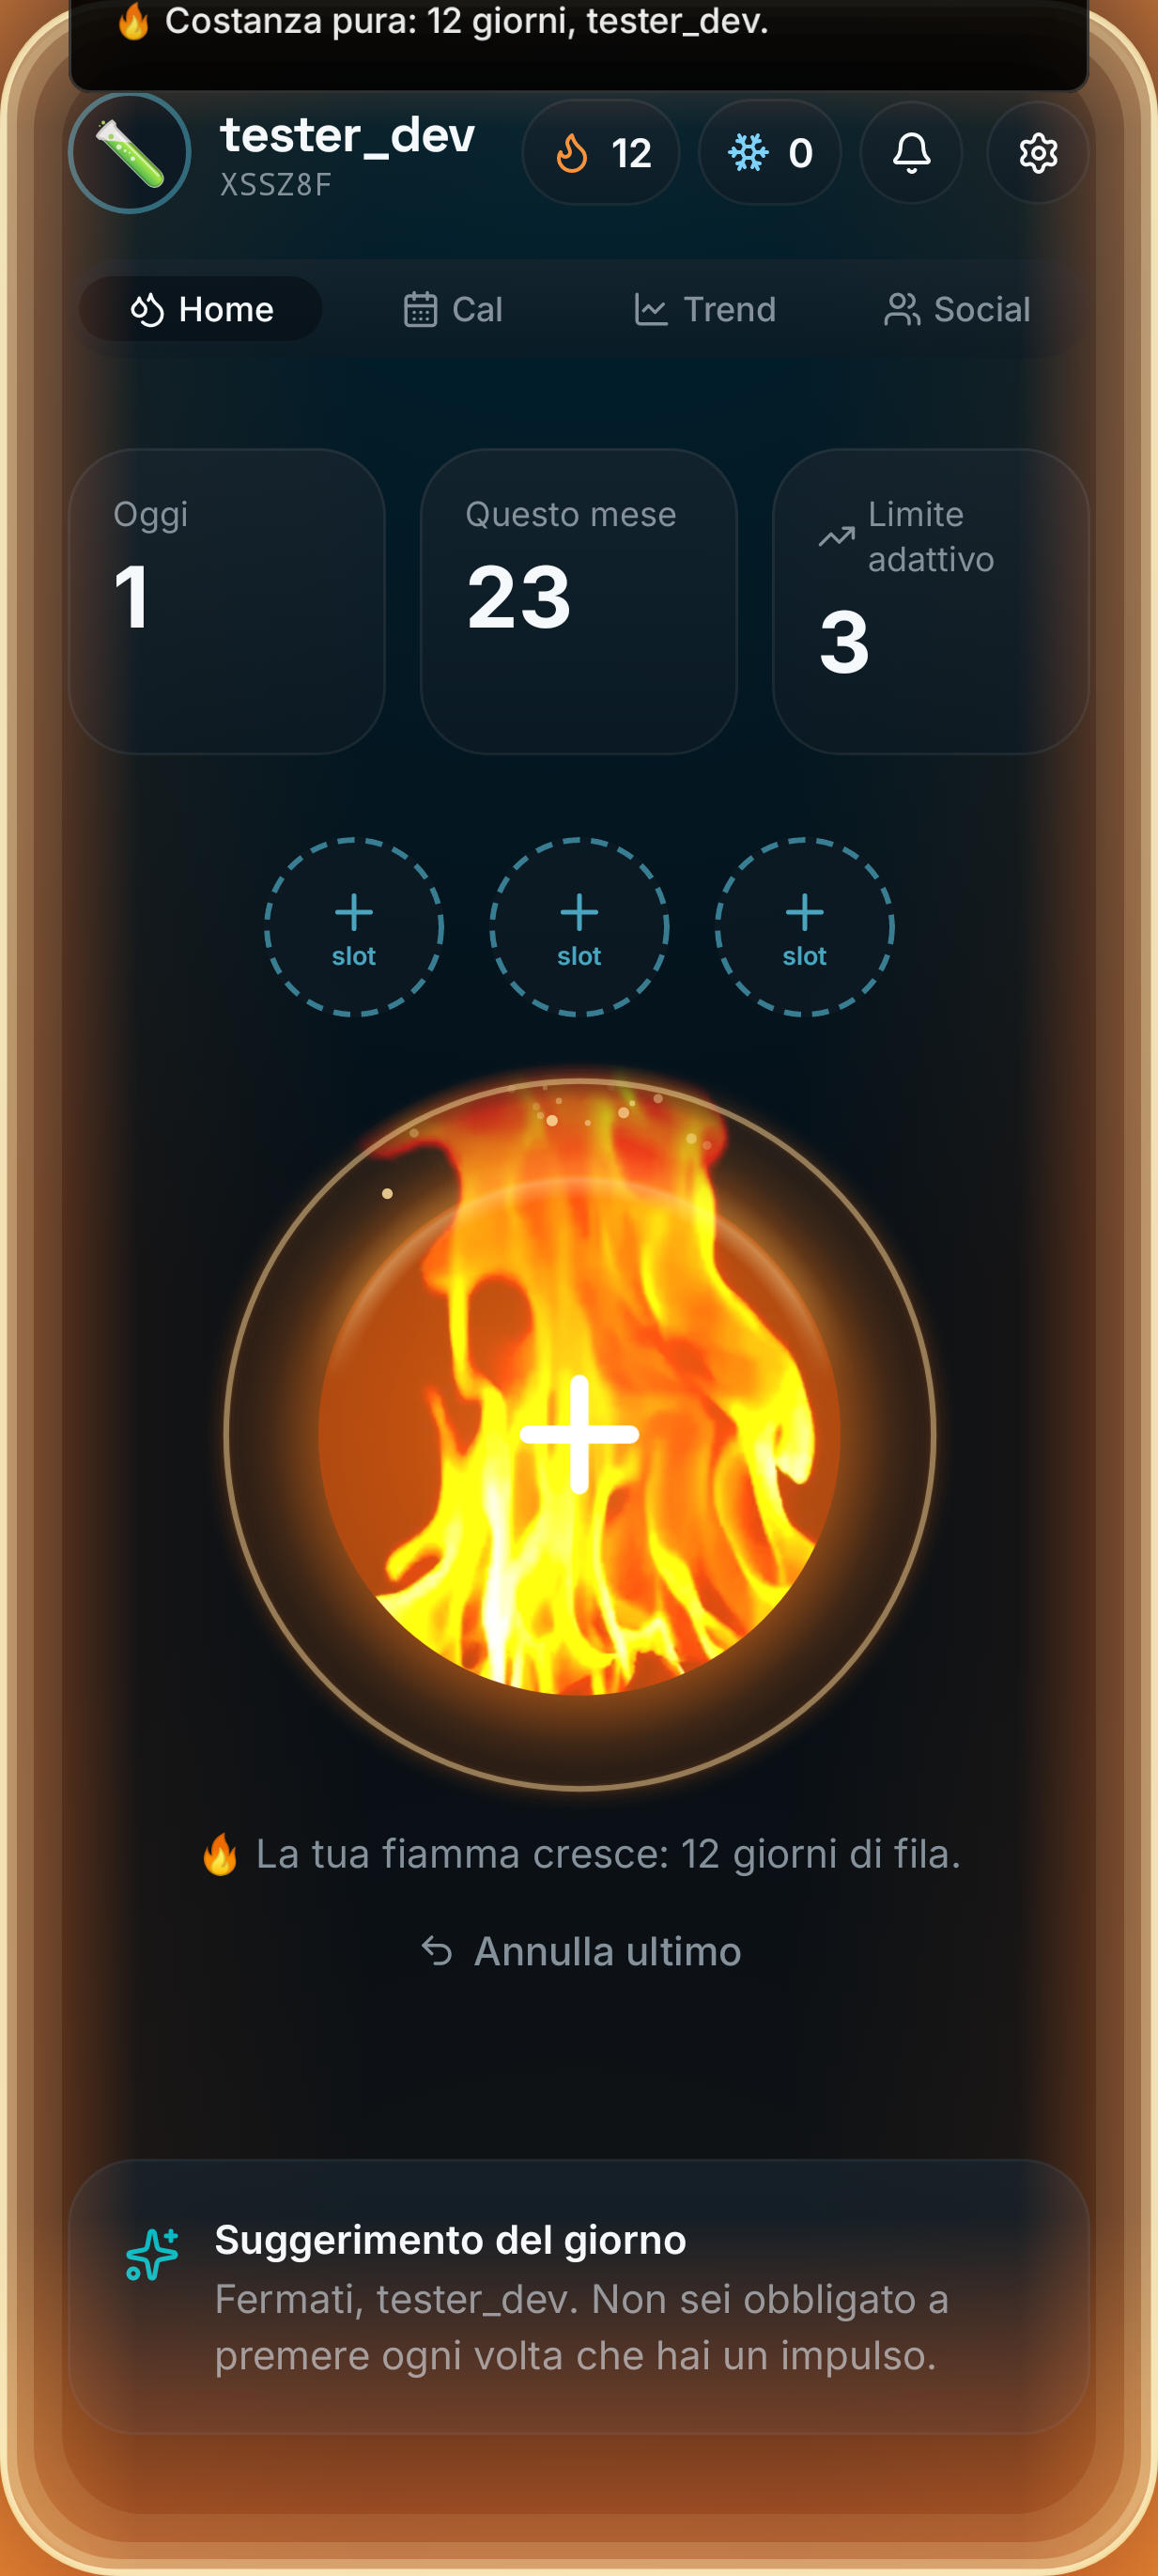 🔥 Costanza pura: 12 giorni, tester_dev.
tester_dev
XSSZ8F
12
0
Home
Cal
Trend
Social
Oggi
1
Questo mese
23
Limite
adattivo
3
slot
slot
slot
🔥 La tua fiamma cresce: 12 giorni di fila.
Annulla ultimo
Suggerimento del giorno
Fermati, tester_dev. Non sei obbligato a
premere ogni volta che hai un impulso.